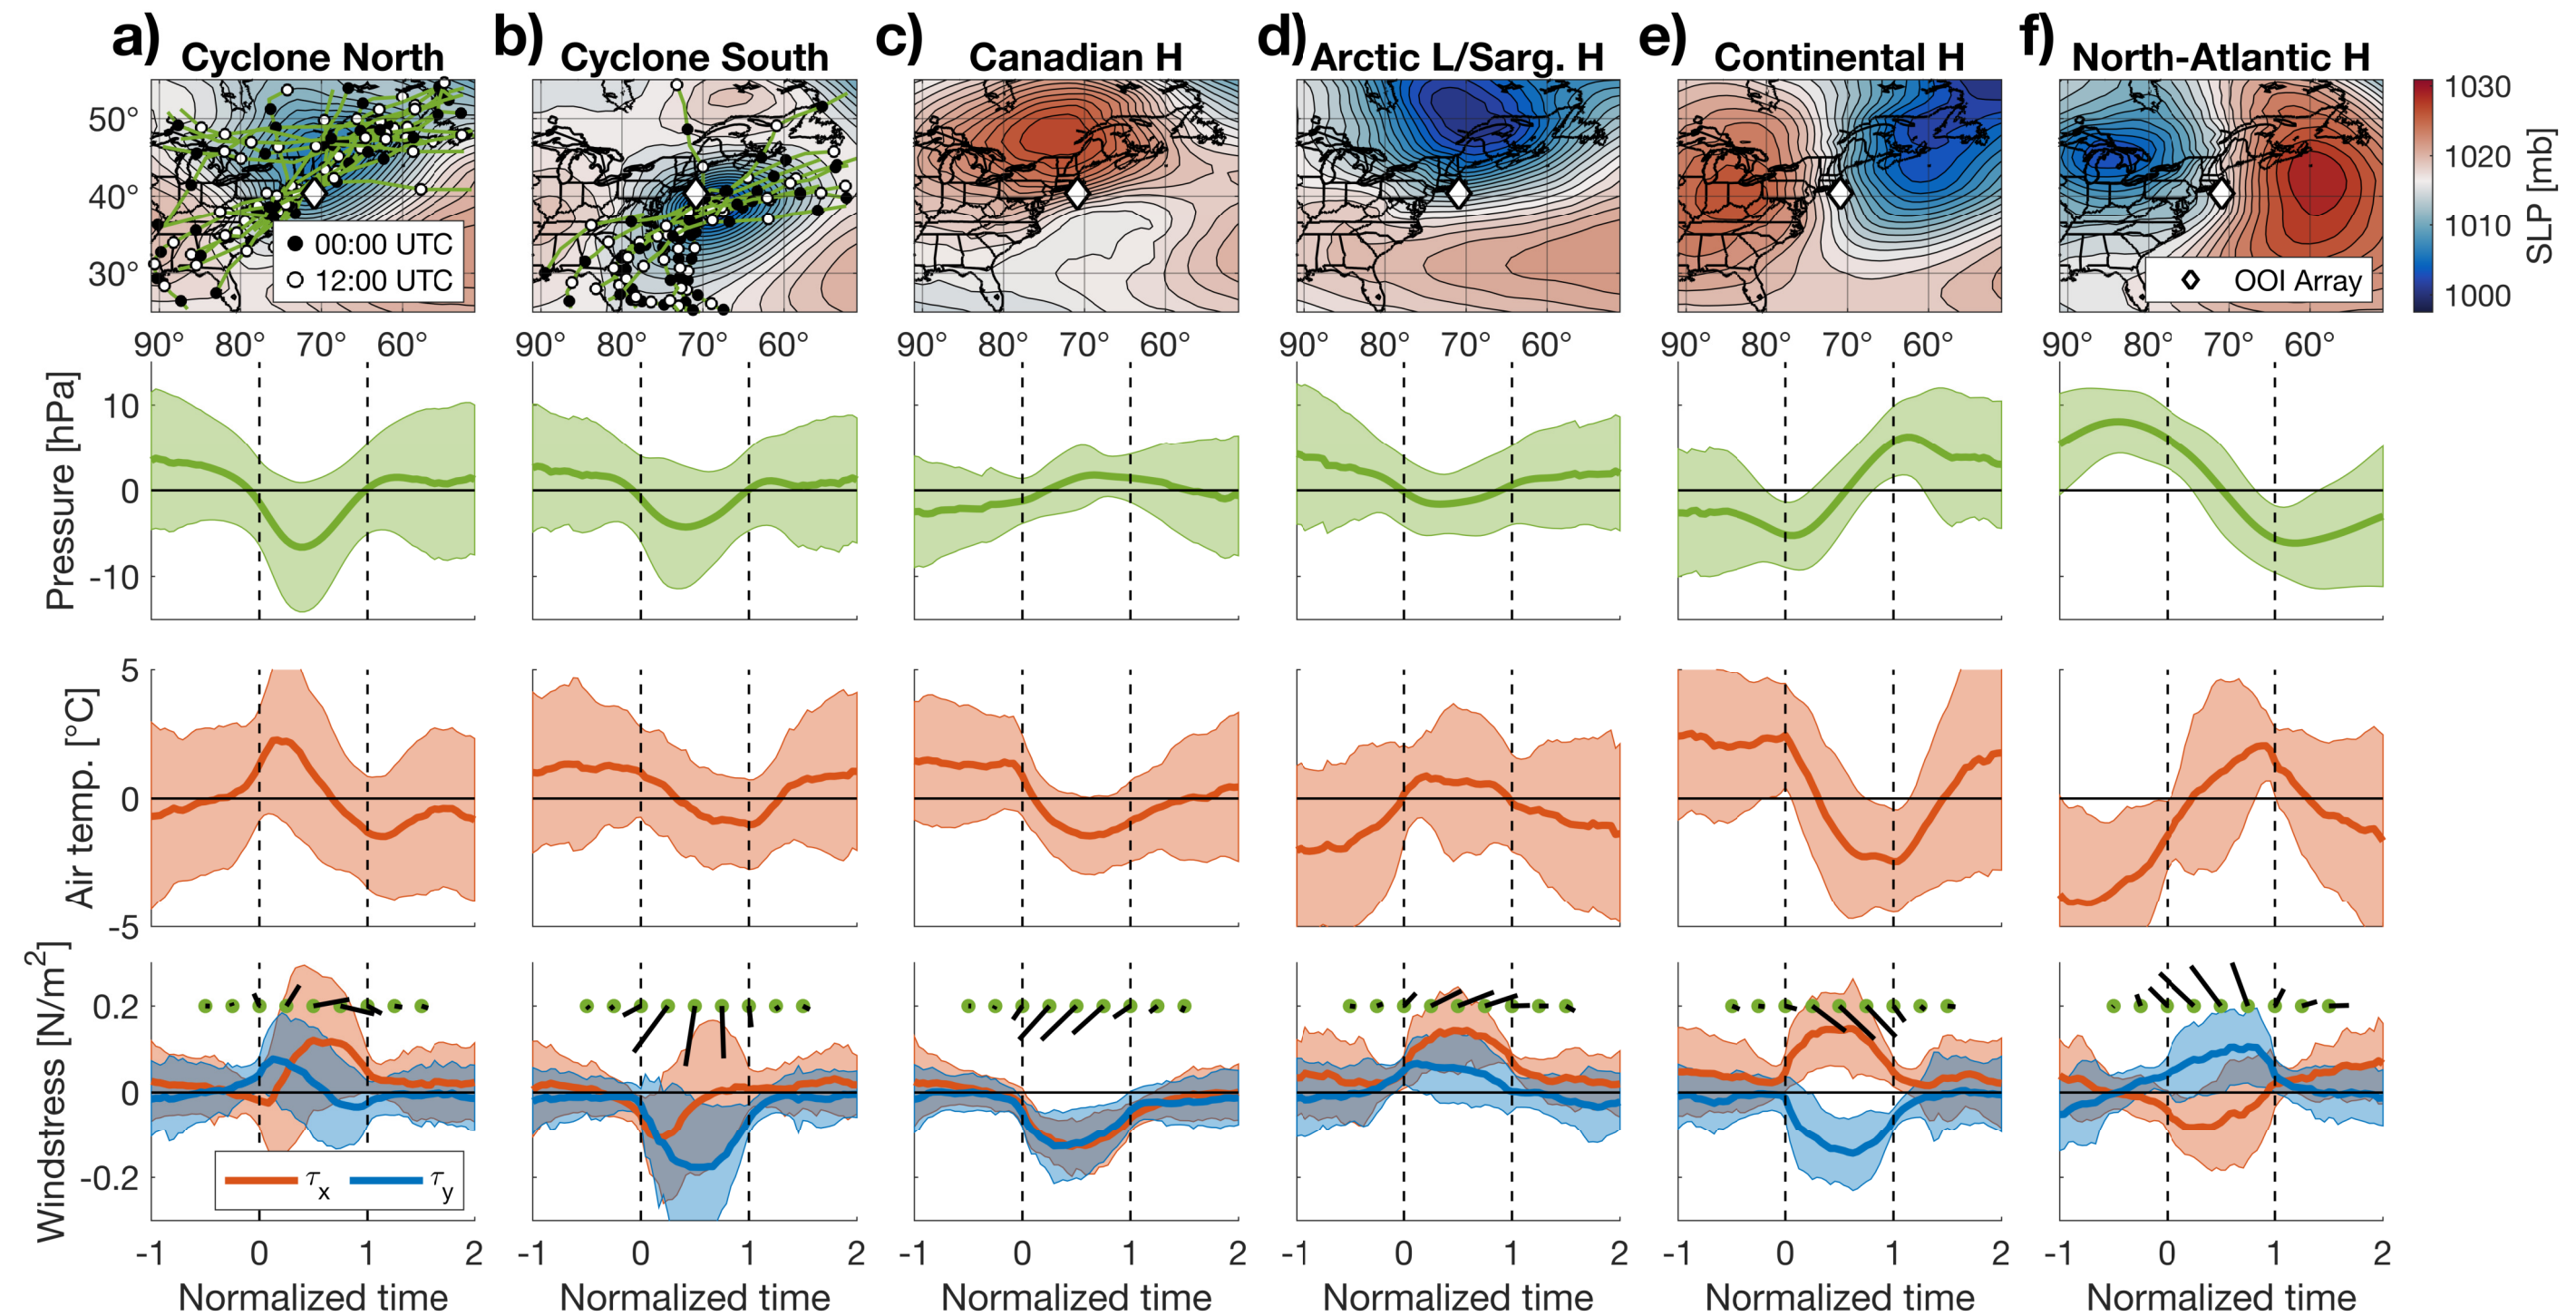 a) Cyclone North
b) Cyclone South
c) Canadian H
d) Arctic L/Sarg. H
e) Continental H
f) North-Atlantic H
50°
40°
30°
00:00 UTC
12:00 UTC
OOI Array
1030
1020
1010
1000
SLP [mb]
90° 80° 70° 60°
90° 80° 70° 60°
90° 80° 70° 60°
90° 80° 70° 60°
90° 80° 70° 60°
90° 80° 70° 60°
Pressure [hPa]
10
0
-10
Air temp. [°C]
5
0
-5
Windstress [N/m²]
0.2
0
-0.2
τx τy
-1 0 1 2
-1 0 1 2
-1 0 1 2
-1 0 1 2
-1 0 1 2
-1 0 1 2
Normalized time
Normalized time
Normalized time
Normalized time
Normalized time
Normalized time